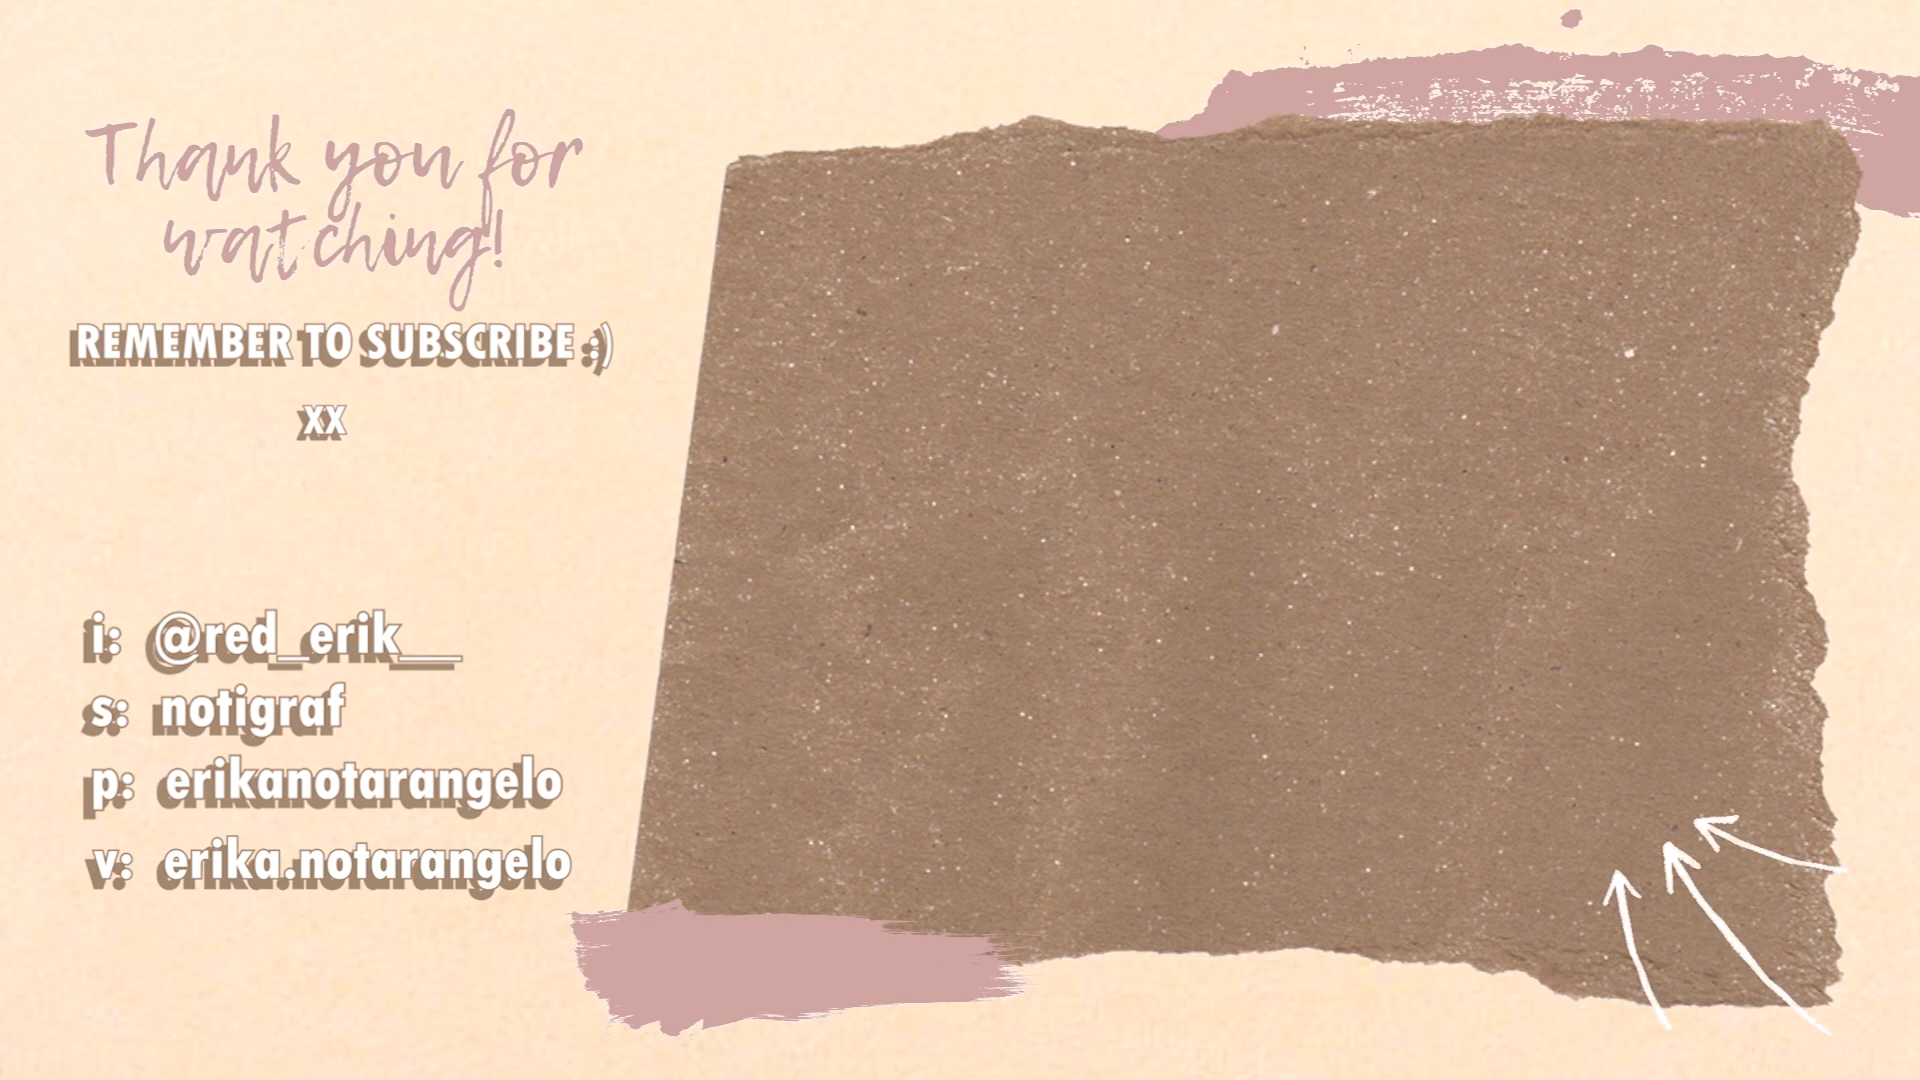 Thank you for
watching!
REMEMBER TO SUBSCRIBE :)
xx
i: @red_erik__
s: notigraf
p: erikanotarangelo
v: erika.notarangelo